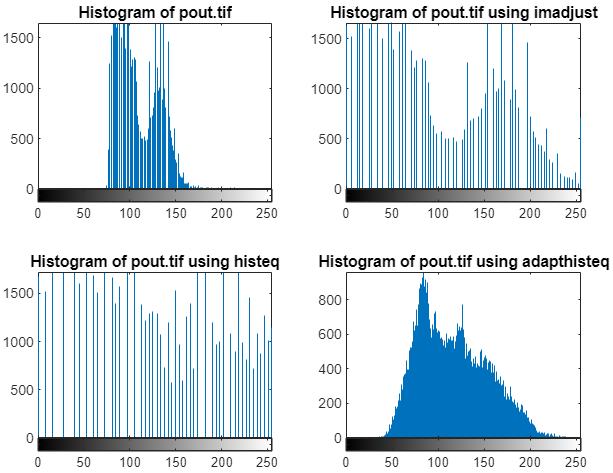 Histogram of pout.tif
1500
1000
500
0
0 50 100 150 200 250
Histogram of pout.tif using imadjust
1500
1000
500
0
0 50 100 150 200 250
Histogram of pout.tif using histeq
1500
1000
500
0
0 50 100 150 200 250
Histogram of pout.tif using adapthisteq
800
600
400
200
0
0 50 100 150 200 250